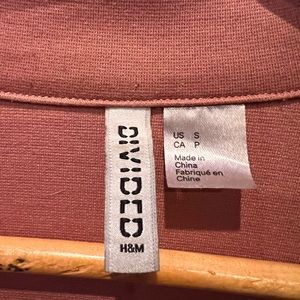 DIVIDED
H&M
US S
CA P
Made in
China
Fabriqué en
Chine